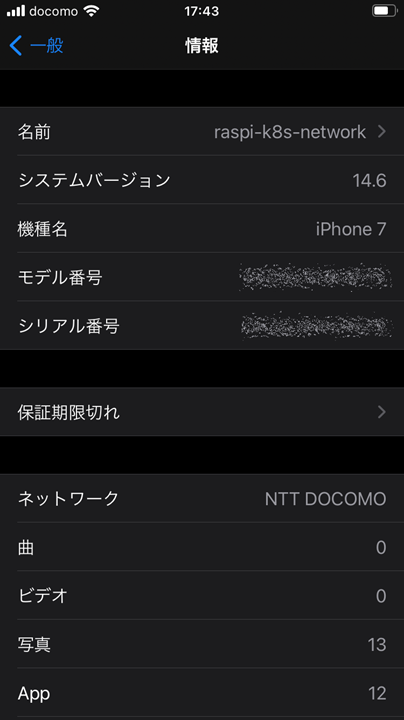 docomo 17:43
一般 情報
名前 raspi-k8s-network
システムバージョン 14.6
機種名 iPhone 7
モデル番号
シリアル番号
保証期限切れ
ネットワーク NTT DOCOMO
曲 0
ビデオ 0
写真 13
App 12